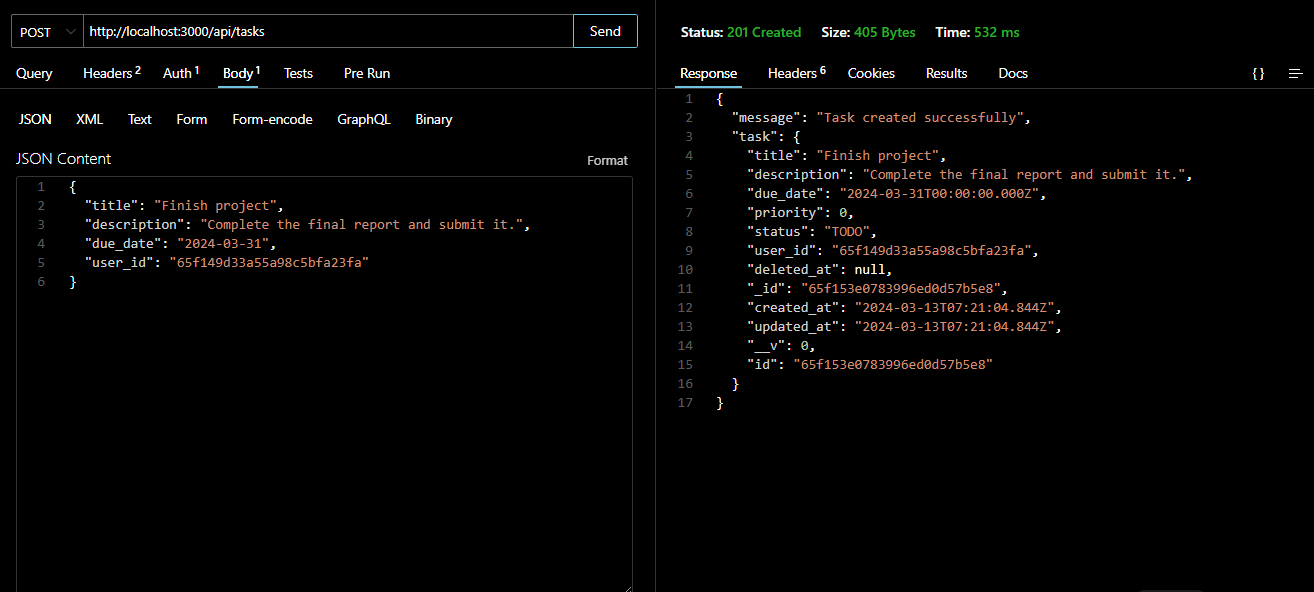 POST http://localhost:3000/api/tasks Send
Query Headers 2 Auth 1 Body 1 Tests Pre Run
JSON XML Text Form Form-encode GraphQL Binary
JSON Content Format
1 {
2 "title": "Finish project",
3 "description": "Complete the final report and submit it.",
4 "due_date": "2024-03-31",
5 "user_id": "65f149d33a55a98c5bfa23fa"
6 }
Status: 201 Created Size: 405 Bytes Time: 532 ms
Response Headers 6 Cookies Results Docs {}
1 {
2 "message": "Task created successfully",
3 "task": {
4 "title": "Finish project",
5 "description": "Complete the final report and submit it.",
6 "due_date": "2024-03-31T00:00:00.000Z",
7 "priority": 0,
8 "status": "TODO",
9 "user_id": "65f149d33a55a98c5bfa23fa",
10 "deleted_at": null,
11 "_id": "65f153e0783996ed0d57b5e8",
12 "created_at": "2024-03-13T07:21:04.844Z",
13 "updated_at": "2024-03-13T07:21:04.844Z",
14 "__v": 0,
15 "id": "65f153e0783996ed0d57b5e8"
16 }
17 }